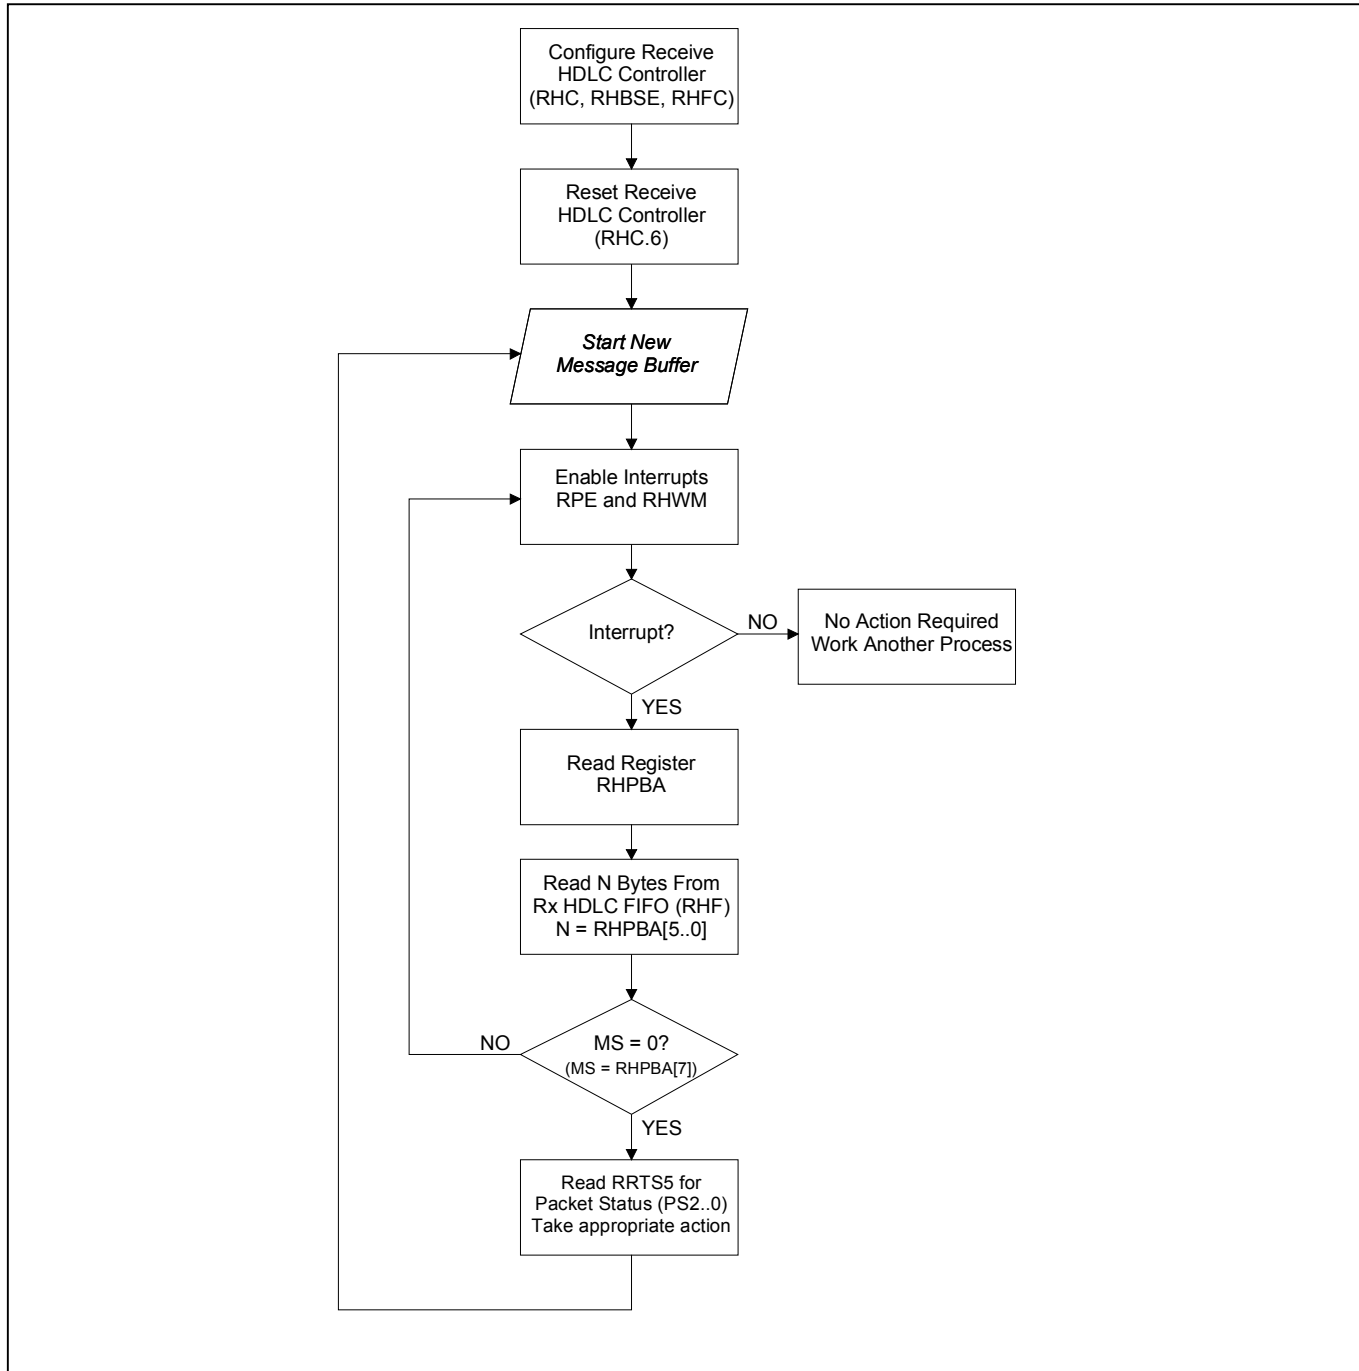 Configure Receive
HDLC Controller
(RHC, RHBSE, RHFC)
Reset Receive
HDLC Controller
(RHC.6)
Start New
Message Buffer
Enable Interrupts
RPE and RHWM
Interrupt?
NO
No Action Required
Work Another Process
YES
Read Register
RHPBA
Read N Bytes From
Rx HDLC FIFO (RHF)
N = RHPBA[5..0]
NO
MS = 0?
(MS = RHPBA[7])
YES
Read RRTS5 for
Packet Status (PS2..0)
Take appropriate action